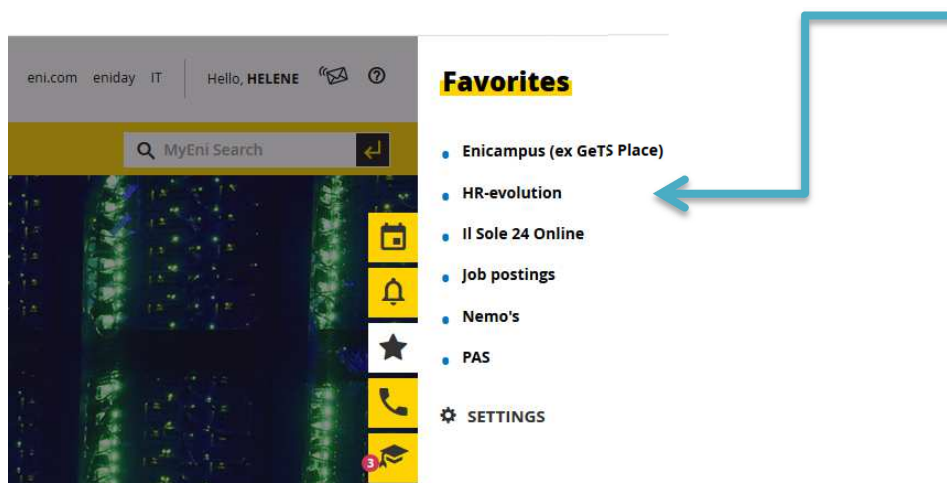 eni.com eniday IT Hello, HELENE
MyEni Search
3
Favorites
Enicampus (ex GeTS Place)
HR-evolution
Il Sole 24 Online
Job postings
Nemo's
PAS
SETTINGS